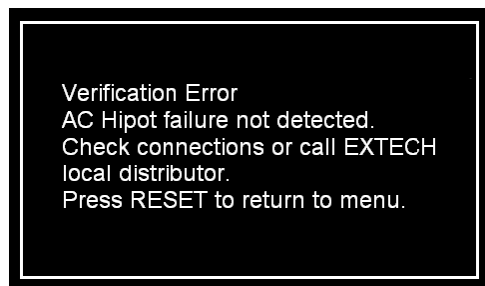 Verification Error
AC Hipot failure not detected.
Check connections or call EXTECH
local distributor.
Press RESET to return to menu.